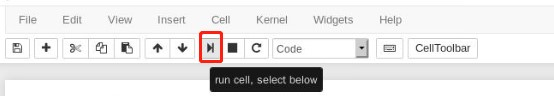 File Edit View Insert Cell Kernel Widgets Help
Code CellToolbar
run cell, select below